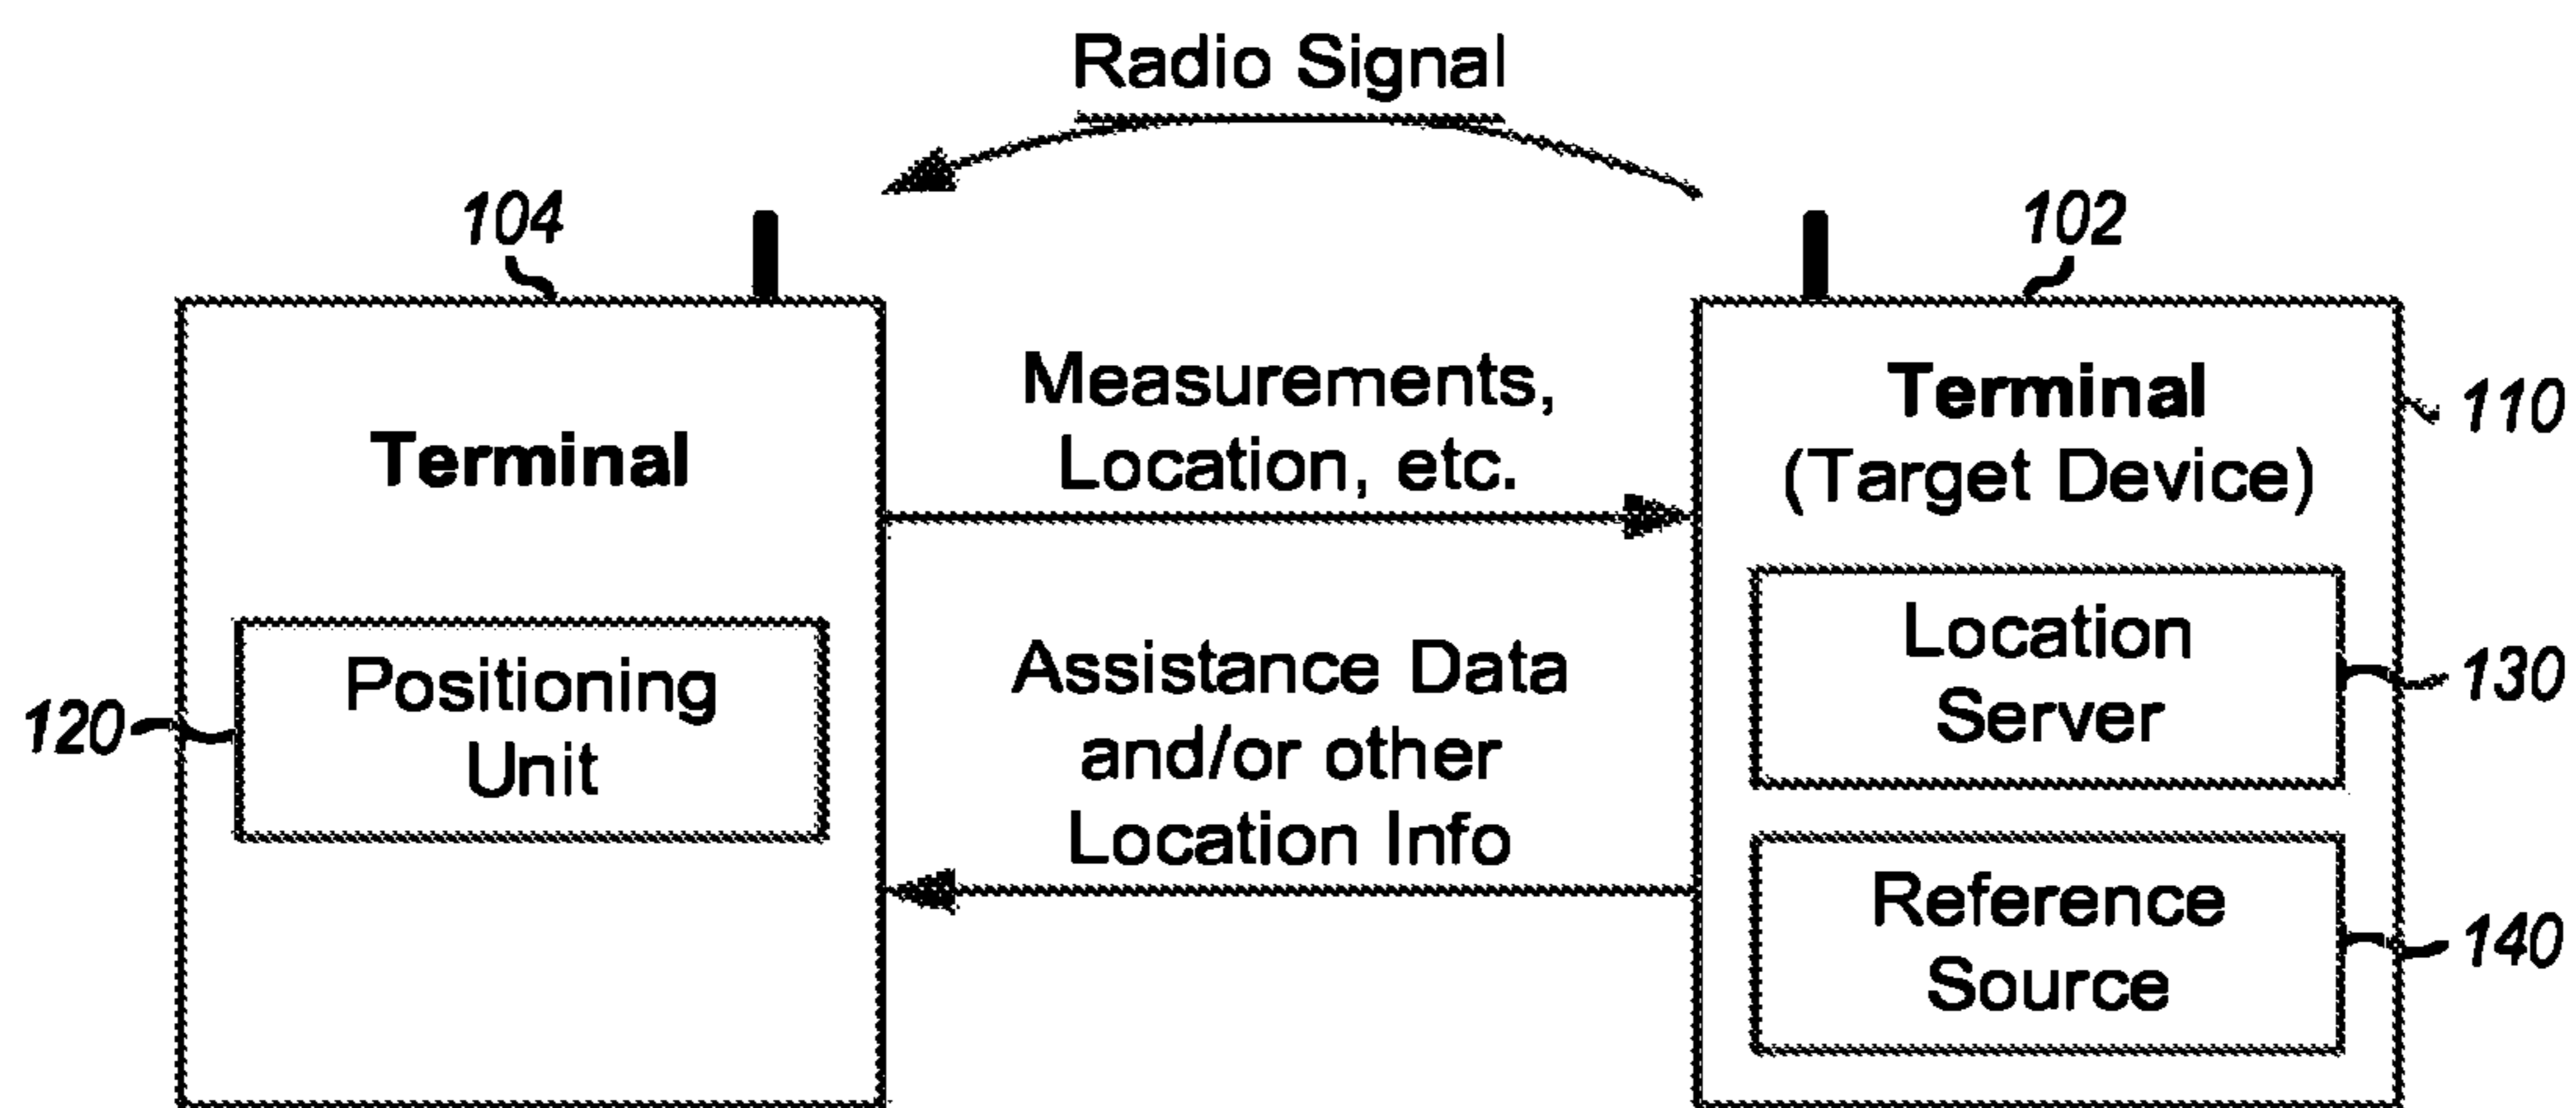 Radio Signal
104
102
Terminal
Measurements,
Location, etc.
Terminal
(Target Device)
110
120
Positioning
Unit
Assistance Data
and/or other
Location Info
Location
Server
130
Reference
Source
140